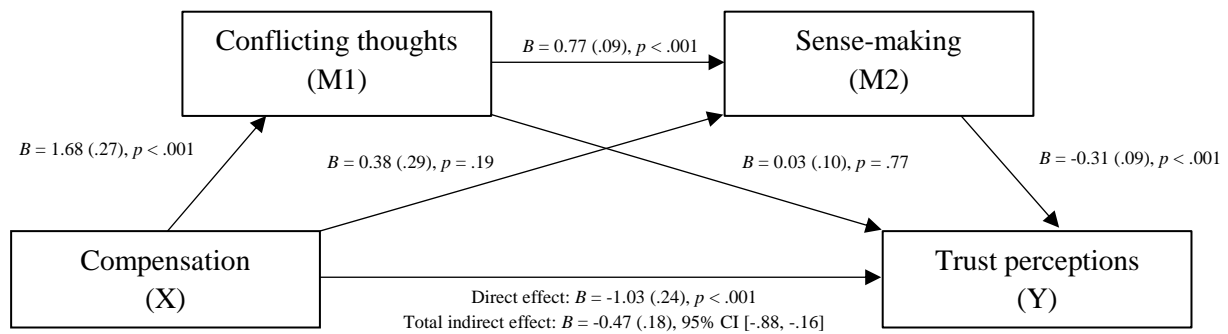 Conflicting thoughts
(M1)
B = 0.77 (.09), p < .001
Sense-making
(M2)
B = 1.68 (.27), p < .001
B = 0.38 (.29), p = .19
B = 0.03 (.10), p = .77
B = -0.31 (.09), p < .001
Compensation
(X)
Trust perceptions
(Y)
Direct effect: B = -1.03 (.24), p < .001
Total indirect effect: B = -0.47 (.18), 95% CI [-.88, -.16]